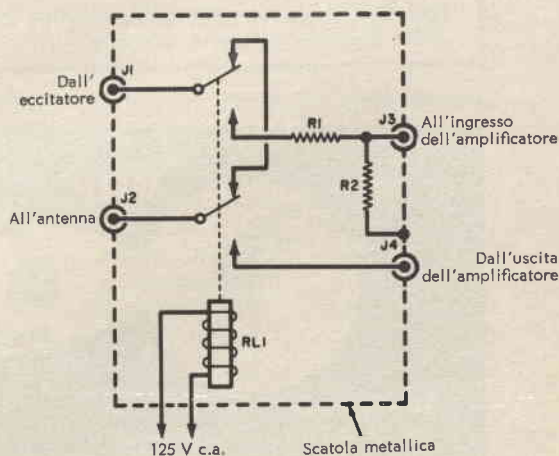 Dall'
eccitatore
J1
R1
J3
All'ingresso
dell'amplificatore
R2
All'antenna
J2
J4
Dall'uscita
dell'amplificatore
RL1
125 V c.a.
Scatola metallica